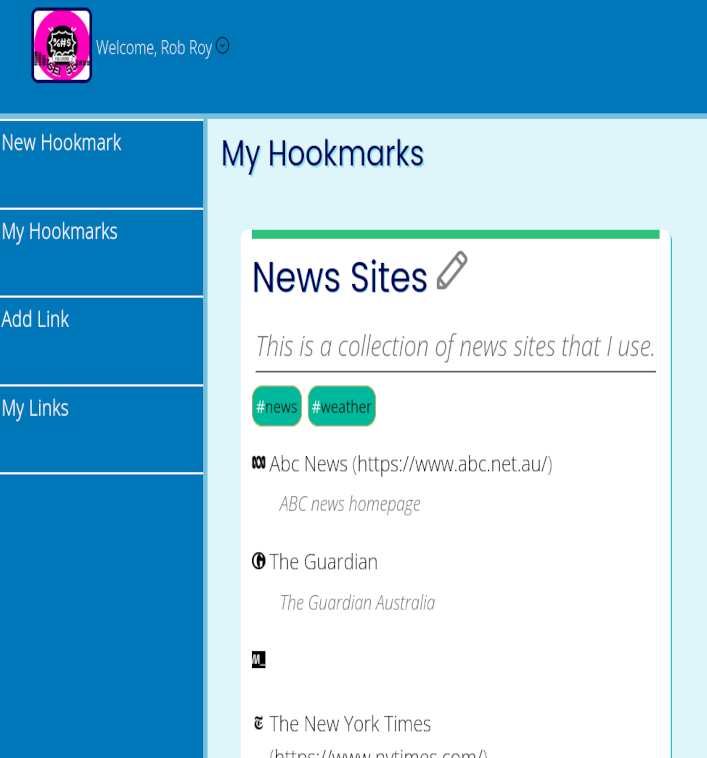 %#$
Welcome, Rob Roy
New Hookmark
My Hookmarks
My Hookmarks
Add Link
My Links
News Sites
This is a collection of news sites that I use.
#news #weather
Abc News (https://www.abc.net.au/)
ABC news homepage
The Guardian
The Guardian Australia
The New York Times
(https://www.nytimes.com/)